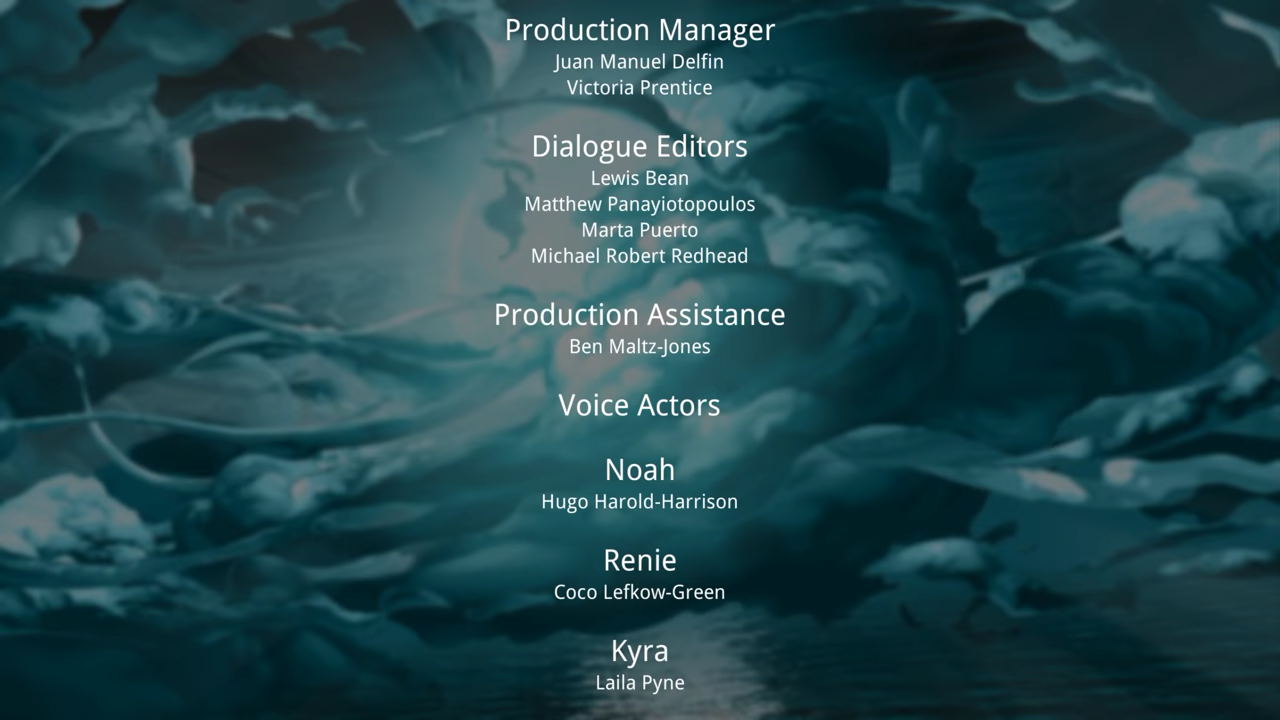 Production Manager
Juan Manuel Delfin
Victoria Prentice
Dialogue Editors
Lewis Bean
Matthew Panayiotopoulos
Marta Puerto
Michael Robert Redhead
Production Assistance
Ben Maltz-Jones
Voice Actors
Noah
Hugo Harold-Harrison
Renie
Coco Lefkow-Green
Kyra
Laila Pyne